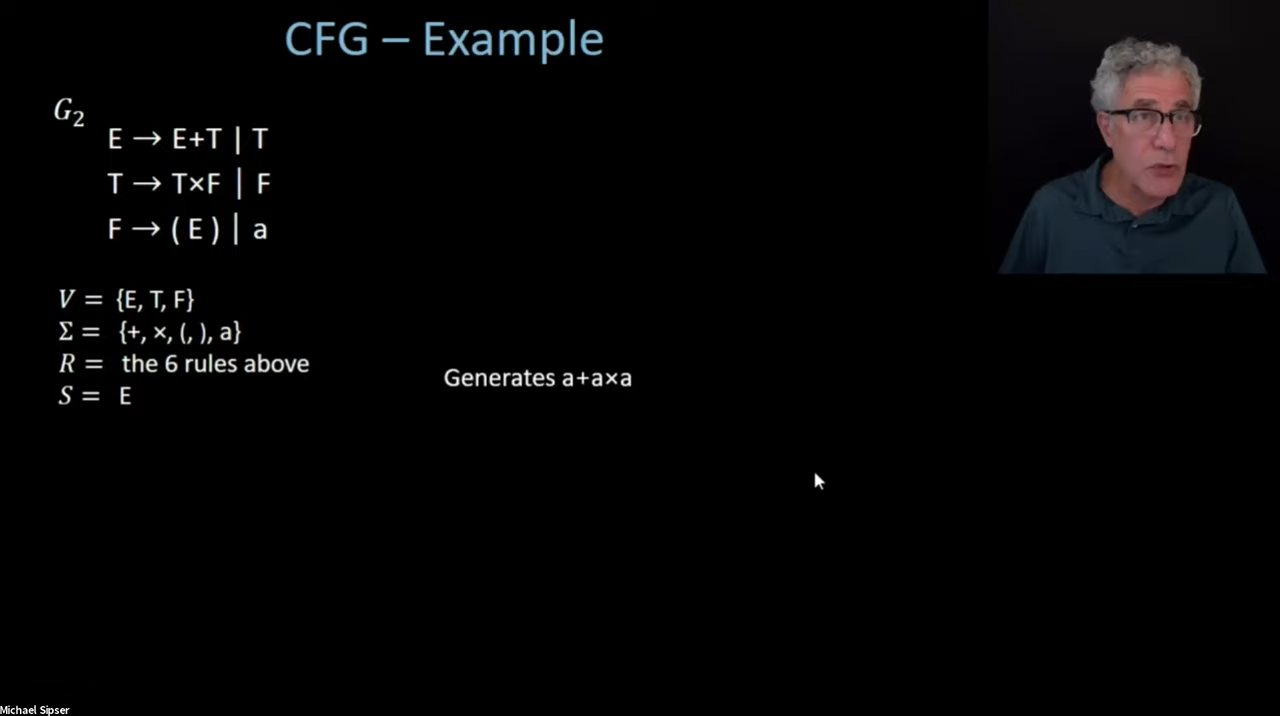 CFG – Example
G₂
E → E+T | T
T → T×F | F
F → ( E ) | a
V = {E, T, F}
Σ = {+, ×, (, ), a}
R = the 6 rules above
S = E
Generates a+a×a
Michael Sipser